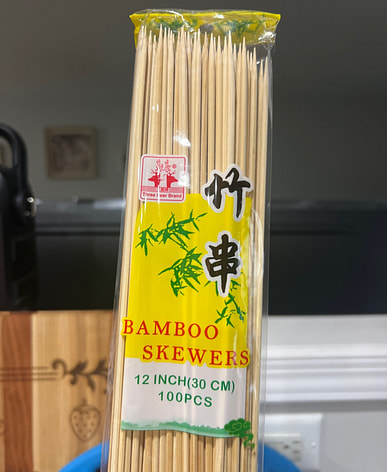 Three Deer Brand
竹
串
BAMBOO
SKEWERS
12 INCH(30 CM)
100PCS